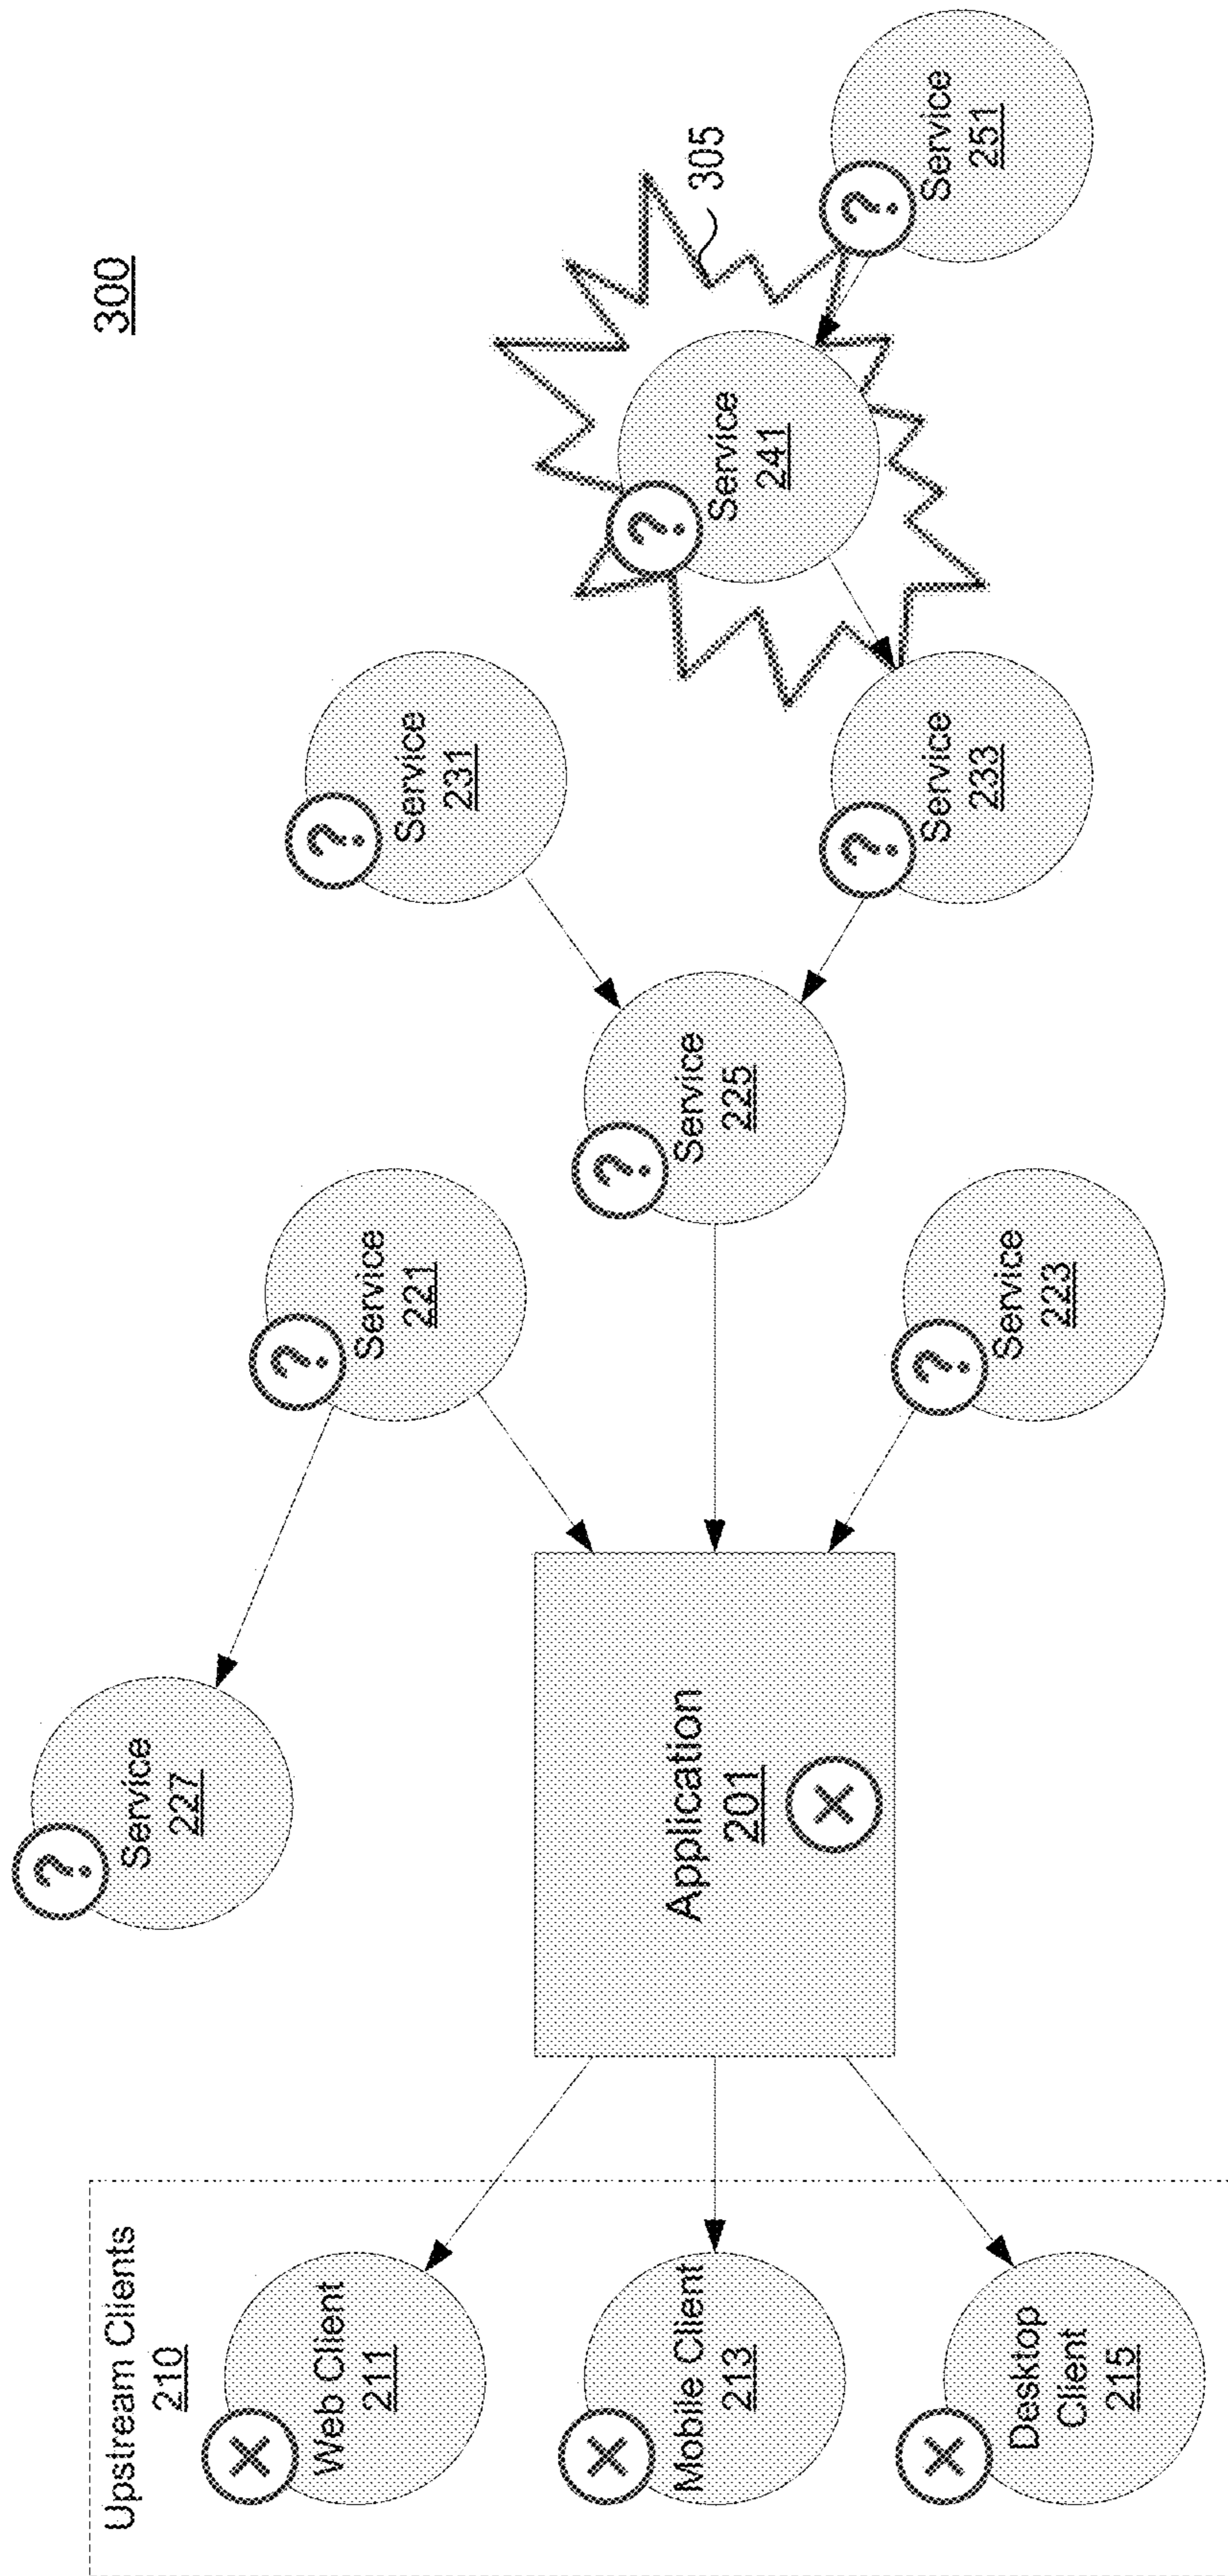 300
Upstream Clients
210
X
Web Client
211
X
Mobile Client
213
X
Desktop
Client
215
Application
201
X
?
Service
227
?
Service
221
?
Service
225
?
Service
223
?
Service
231
?
Service
233
?
Service
241
305
?
Service
251